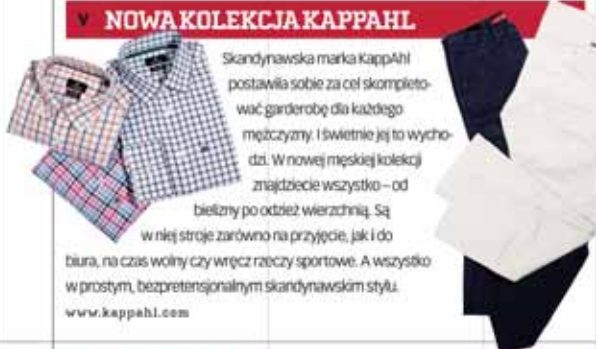 V NOWA KOLEKCJA KAPPAHL
Skandynawska marka KappAhl
postawiła sobie za cel skompleto-
wać garderobę dla każdego
mężczyzny. I świetnie jej to wycho-
dzi. W nowej męskiej kolekcji
znajdziecie wszystko – od
bielizny po odzież wierzchnią. Są
w niej stroje zarówno na przyjęcie, jak i do
biura, na czas wolny czy wręcz rzeczy sportowe. A wszystko
w prostym, bezpretensjonalnym skandynawskim stylu.
www.kappahl.com